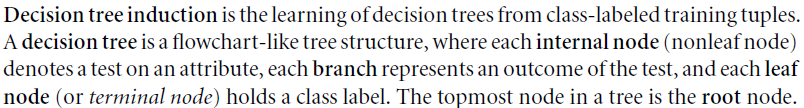 Decision tree induction is the learning of decision trees from class-labeled training tuples.
A decision tree is a flowchart-like tree structure, where each internal node (nonleaf node)
denotes a test on an attribute, each branch represents an outcome of the test, and each leaf
node (or terminal node) holds a class label. The topmost node in a tree is the root node.